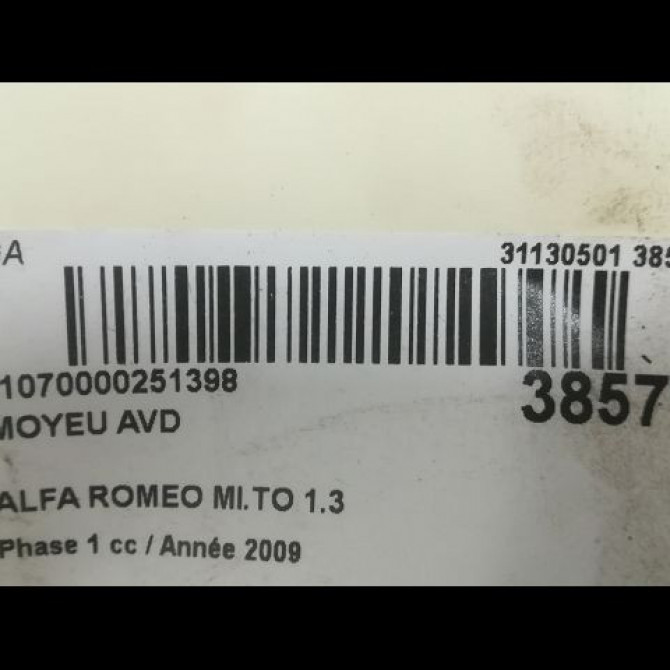 A 31130501 385
1070000251398 3857
MOYEU AVD
ALFA ROMEO MI.TO 1.3
Phase 1 cc / Année 2009